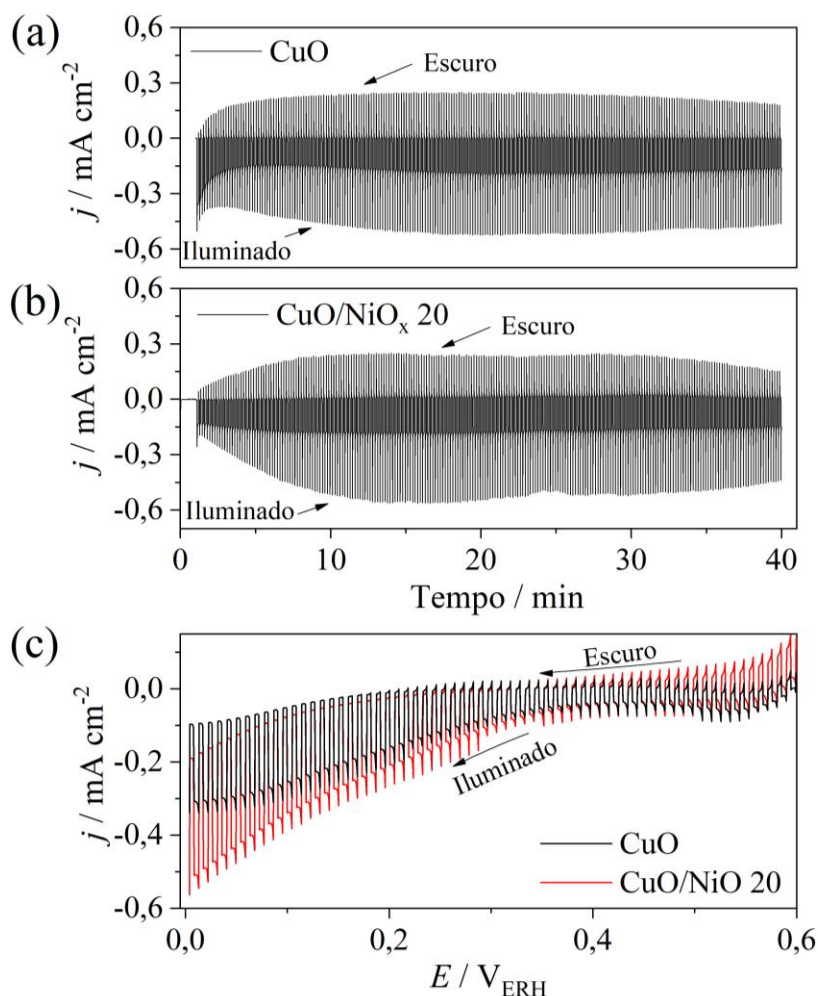 (a)
0,6
0,3
0,0
-0,3
-0,6
j / mA cm⁻²
CuO
Escuro
Iluminado
(b)
0,6
0,3
0,0
-0,3
-0,6
j / mA cm⁻²
CuO/NiOₓ 20
Escuro
Iluminado
0 10 20 30 40
Tempo / min
(c)
0,0
-0,2
-0,4
-0,6
j / mA cm⁻²
Escuro
Iluminado
CuO
CuO/NiO 20
0,0 0,2 0,4 0,6
E / V_ERH